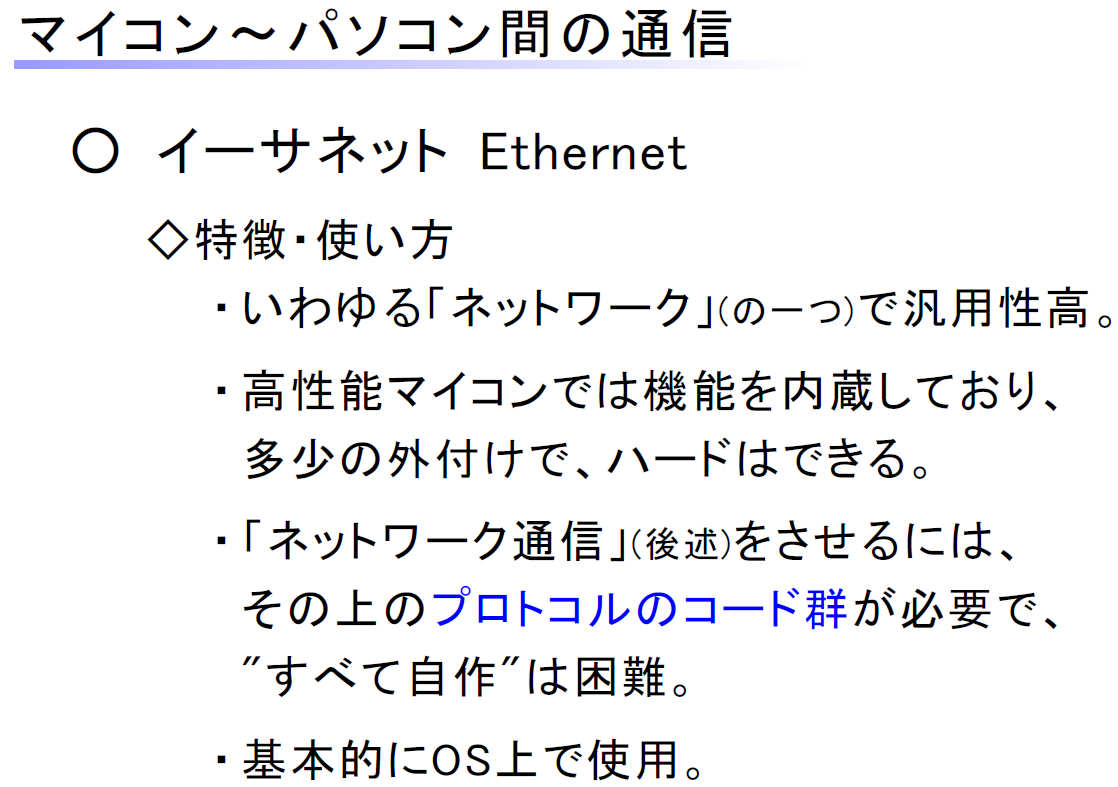 マイコン～パソコン間の通信
○ イーサネット Ethernet
◇特徴・使い方
・いわゆる「ネットワーク」(の一つ)で汎用性高。
・高性能マイコンでは機能を内蔵しており、
多少の外付けで、ハードはできる。
・「ネットワーク通信」(後述)をさせるには、
その上のプロトコルのコード群が必要で、
"すべて自作"は困難。
・基本的にOS上で使用。